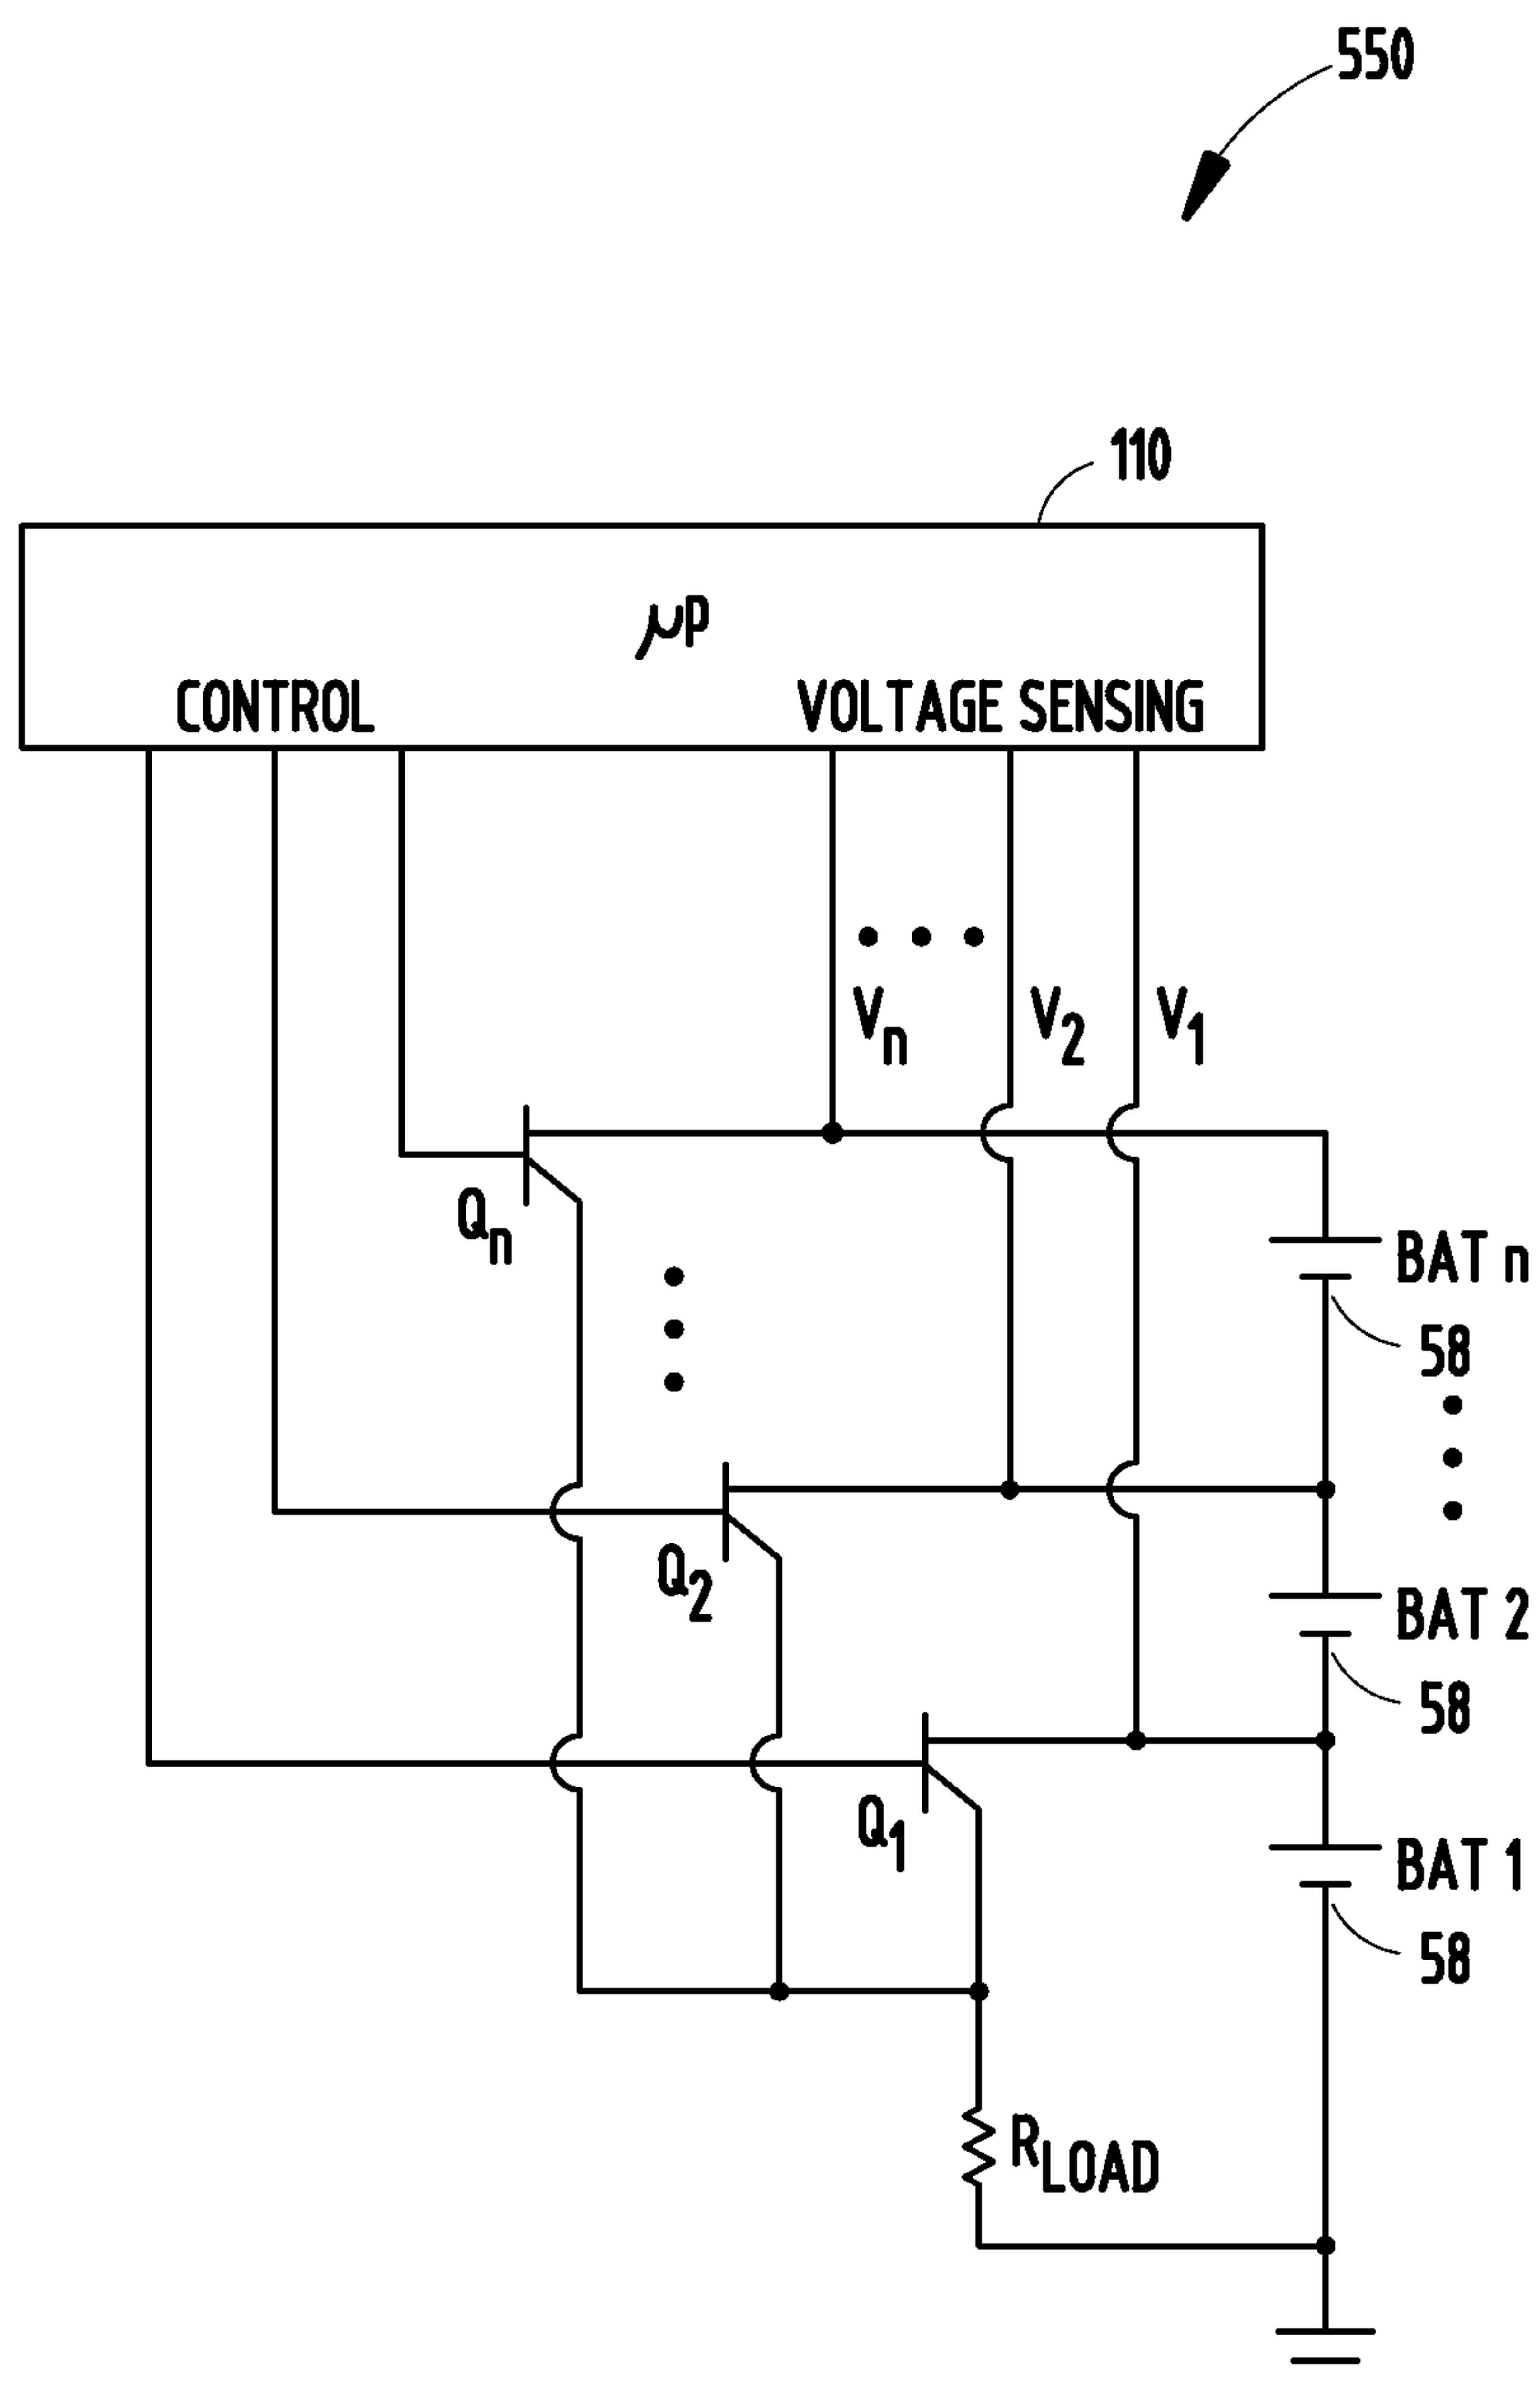 550
110
μP
CONTROL
VOLTAGE SENSING
Vn
V2
V1
Qn
BAT n
58
Q2
BAT 2
58
Q1
BAT 1
58
RLOAD